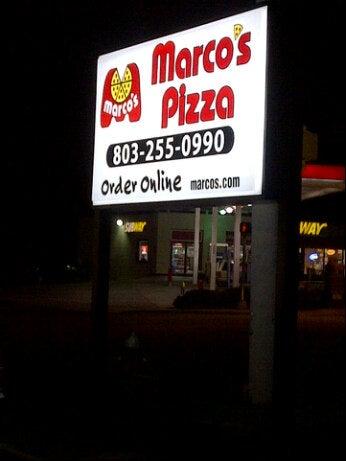 Marco's
Pizza
Marco's
803-255-0990
Order Online marcos.com
SUBWAY
WAY